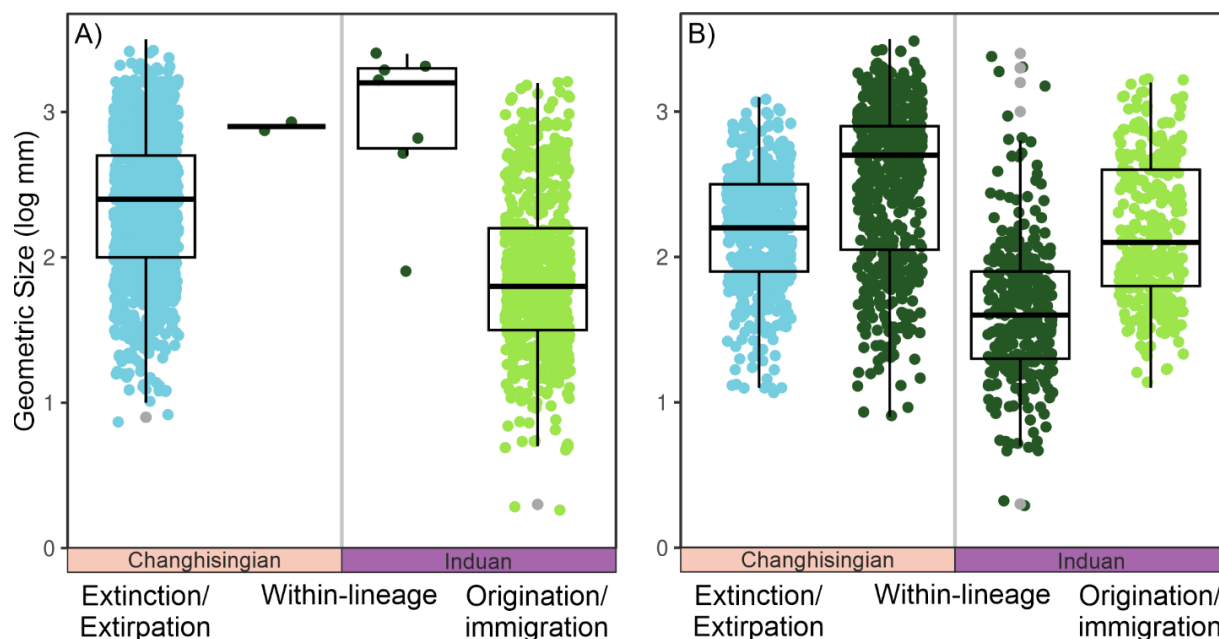 A)
B)
Geometric Size (log mm)
3
2
1
0
3
2
1
0
Changhisingian
Induan
Changhisingian
Induan
Extinction/
Extirpation
Within-lineage
Origination/
immigration
Extinction/
Extirpation
Within-lineage
Origination/
immigration